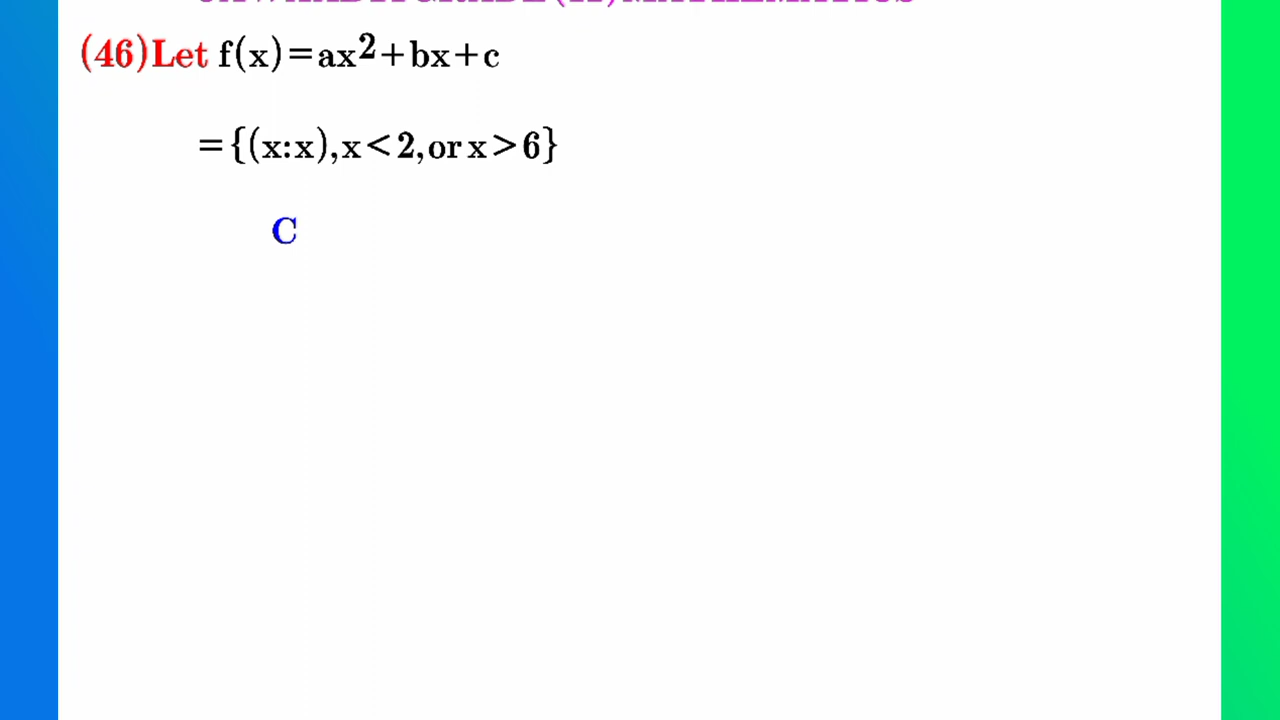 (46)Let f(x)=ax²+bx+c
={(x:x),x<2,or x>6}
C